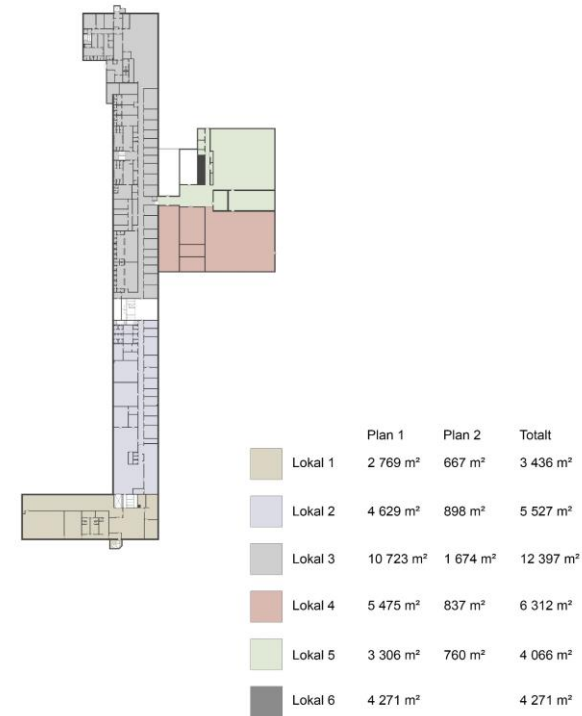 Plan 1 Plan 2 Totalt
Lokal 1 2 769 m² 667 m² 3 436 m²
Lokal 2 4 629 m² 898 m² 5 527 m²
Lokal 3 10 723 m² 1 674 m² 12 397 m²
Lokal 4 5 475 m² 837 m² 6 312 m²
Lokal 5 3 306 m² 760 m² 4 066 m²
Lokal 6 4 271 m² 4 271 m²